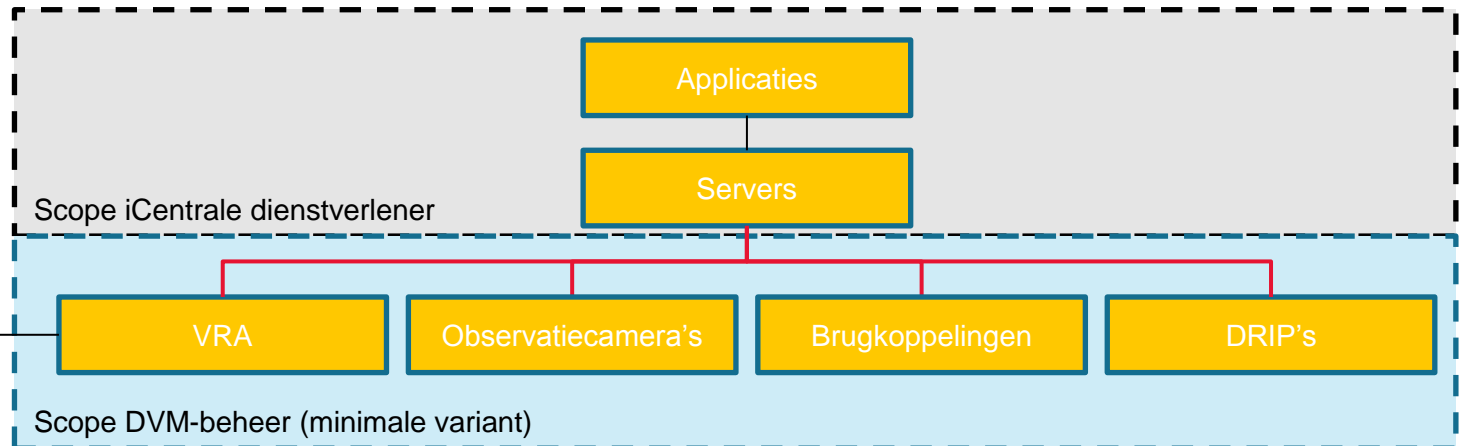 Applicaties
Servers
Scope iCentrale dienstverlener
VRA
Observatiecamera's
Brugkoppelingen
DRIP's
Scope DVM-beheer (minimale variant)